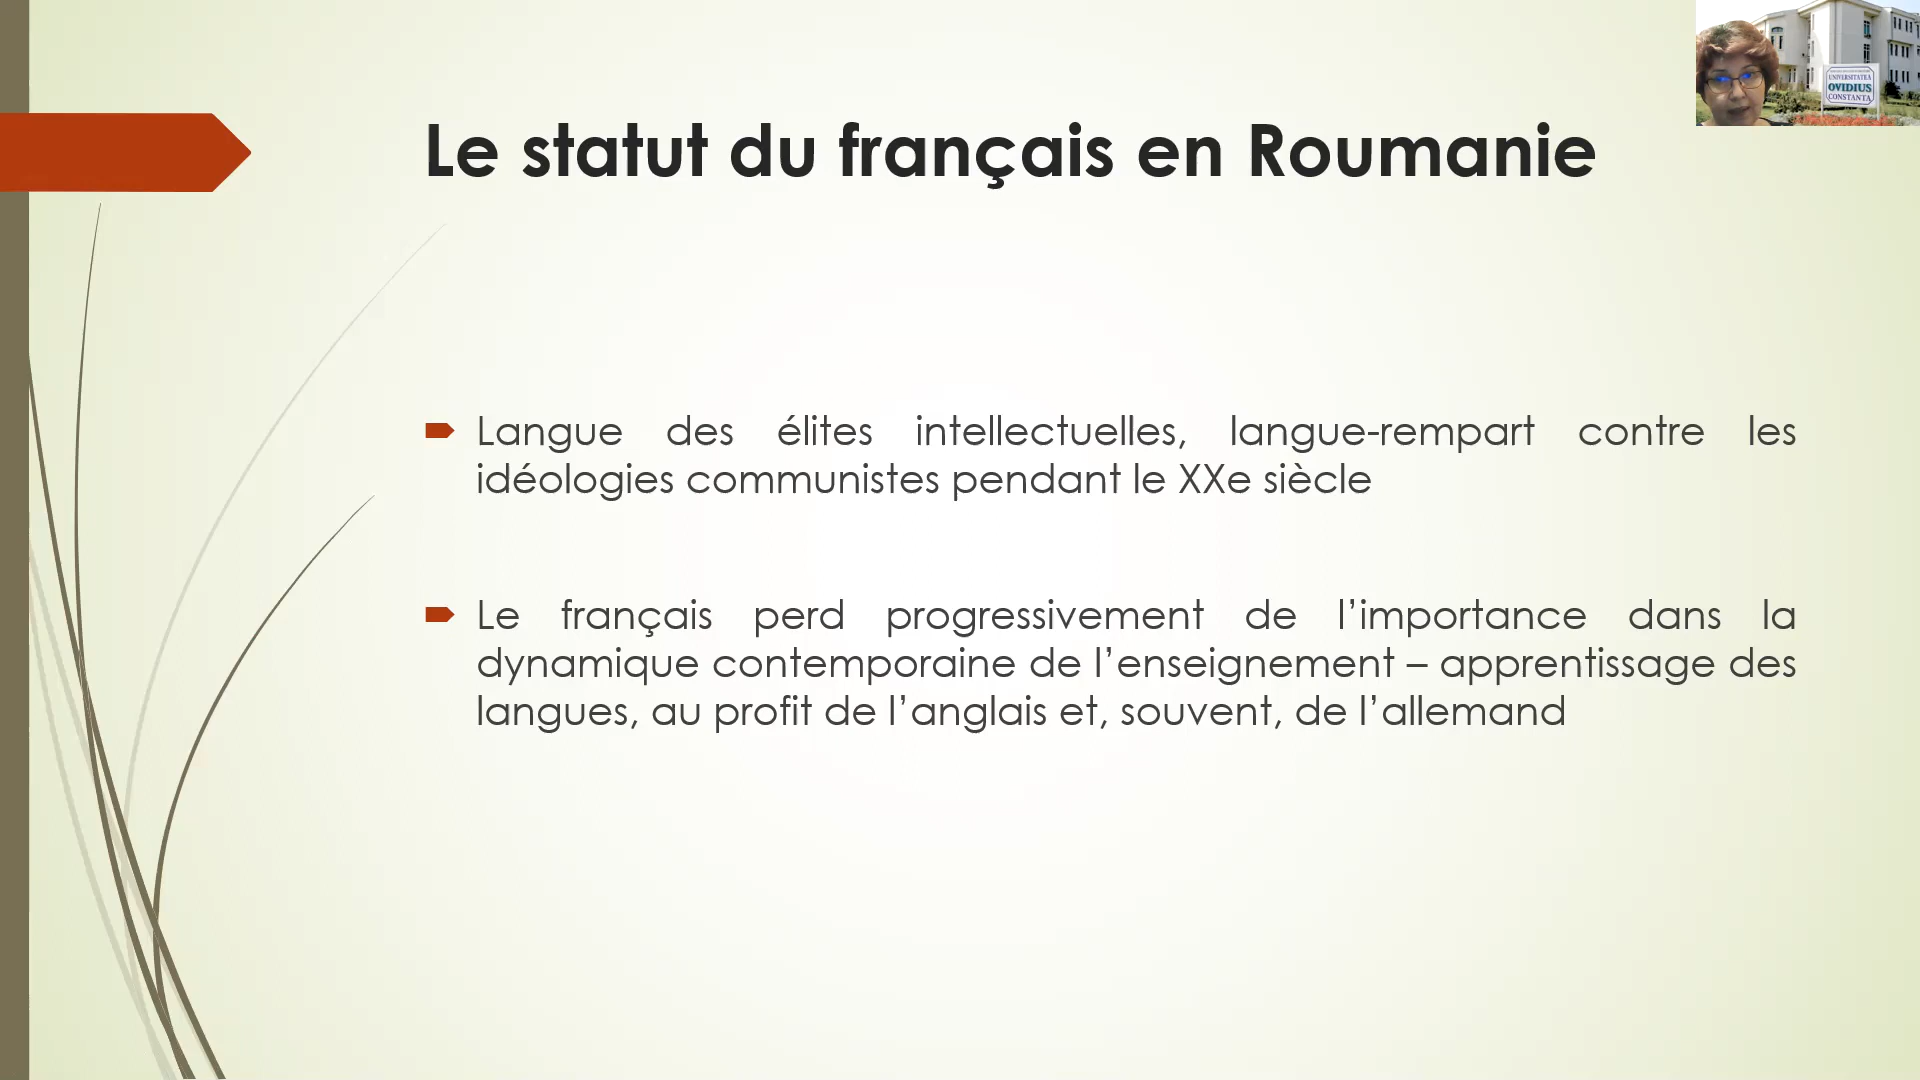 UNIVERSITATEA
OVIDIUS
CONSTANTA
Le statut du français en Roumanie
Langue des élites intellectuelles, langue-rempart contre les
idéologies communistes pendant le XXe siècle
Le français perd progressivement de l’importance dans la
dynamique contemporaine de l’enseignement – apprentissage des
langues, au profit de l’anglais et, souvent, de l’allemand